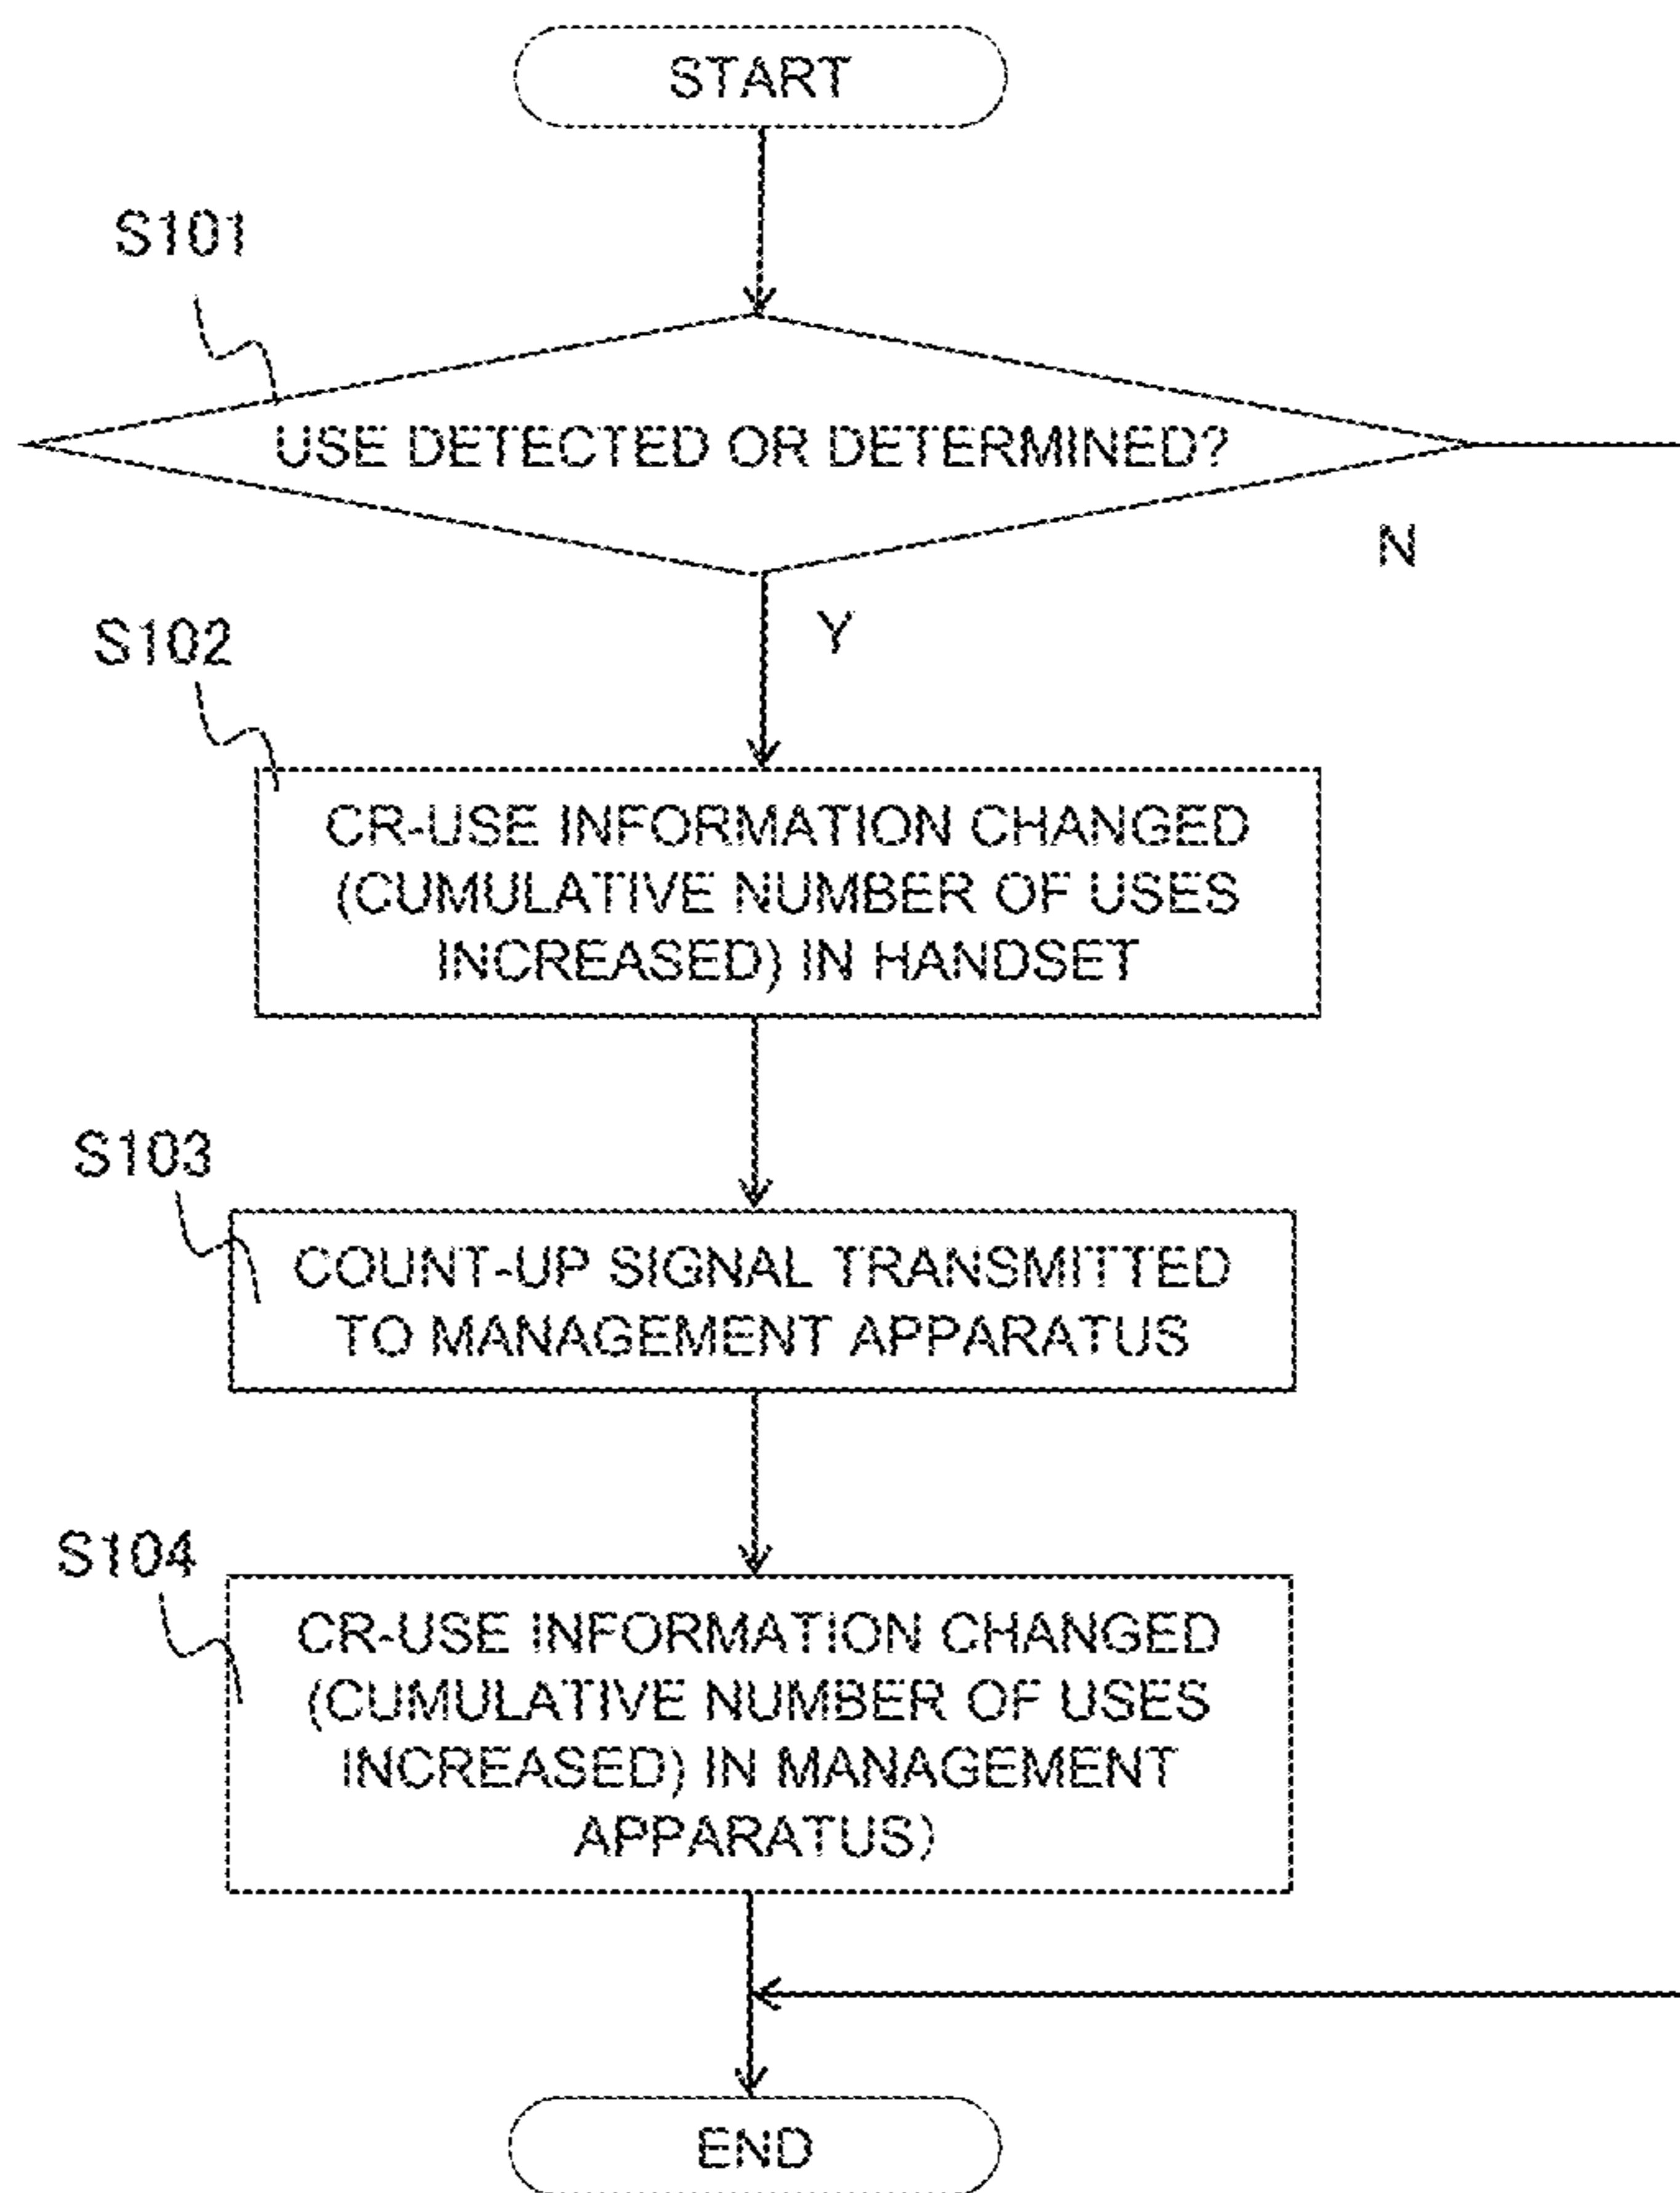 START
S101
USE DETECTED OR DETERMINED?
N
Y
S102
CR-USE INFORMATION CHANGED
(CUMULATIVE NUMBER OF USES
INCREASED) IN HANDSET
S103
COUNT-UP SIGNAL TRANSMITTED
TO MANAGEMENT APPARATUS
S104
CR-USE INFORMATION CHANGED
(CUMULATIVE NUMBER OF USES
INCREASED) IN MANAGEMENT
APPARATUS)
END